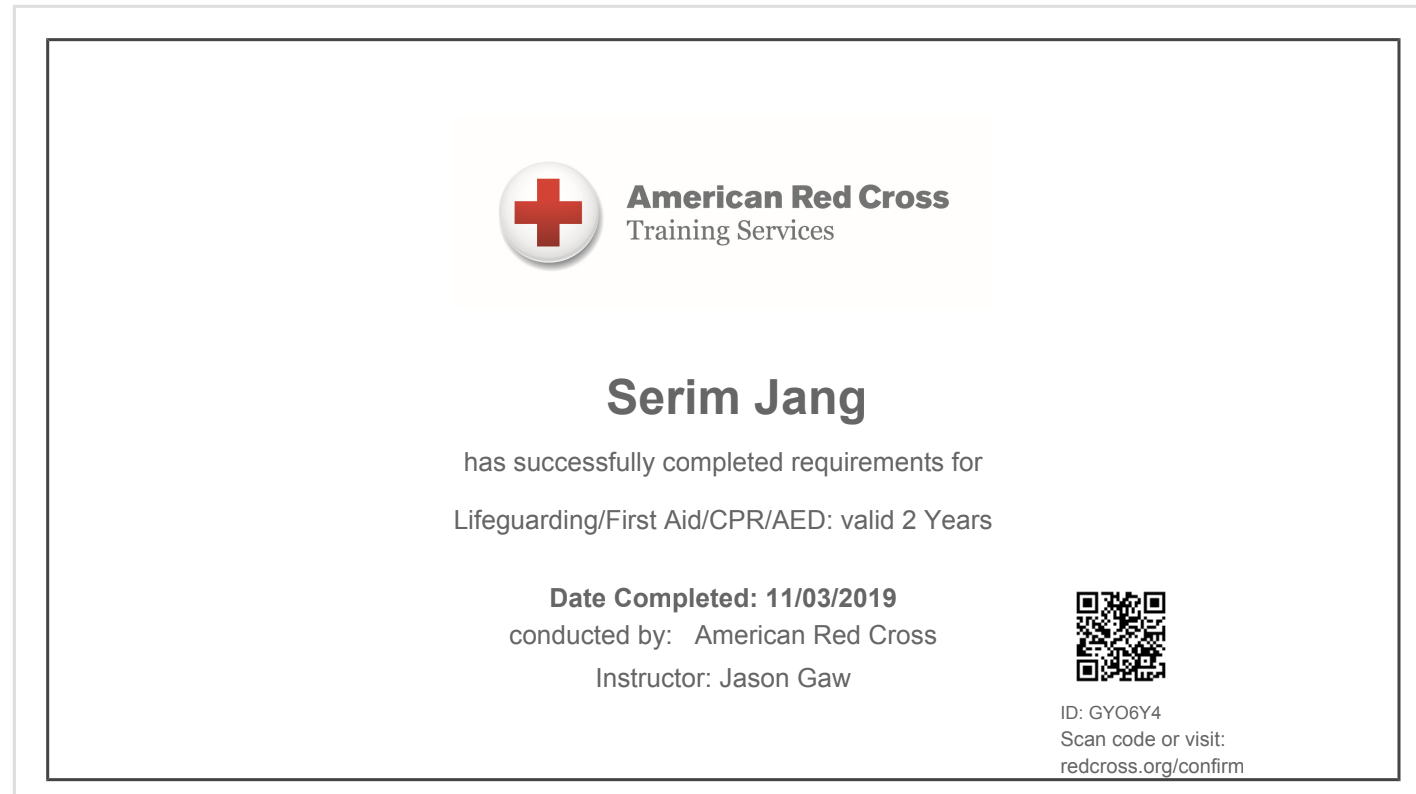 American Red Cross
Training Services
Serim Jang
has successfully completed requirements for
Lifeguarding/First Aid/CPR/AED: valid 2 Years
Date Completed: 11/03/2019
conducted by: American Red Cross
Instructor: Jason Gaw
ID: GYO6Y4
Scan code or visit:
redcross.org/confirm